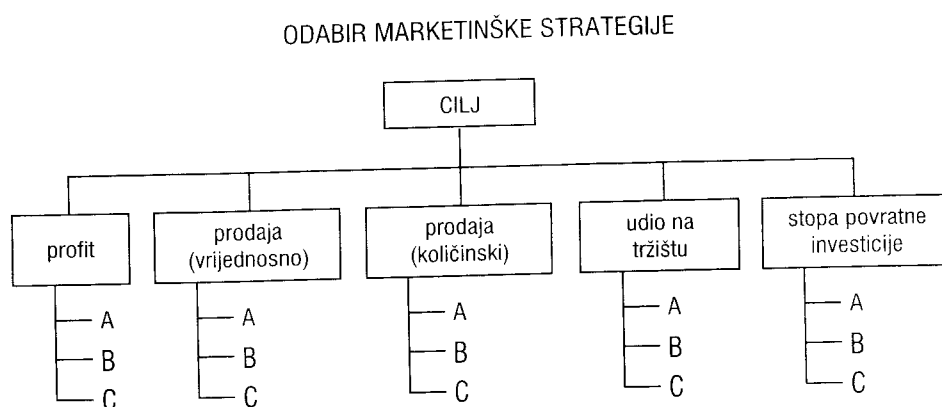 ODABIR MARKETINŠKE STRATEGIJE
CILJ
profit
prodaja
(vrijednosno)
prodaja
(količinski)
udio na
tržištu
stopa povratne
investicije
A
B
C
A
B
C
A
B
C
A
B
C
A
B
C